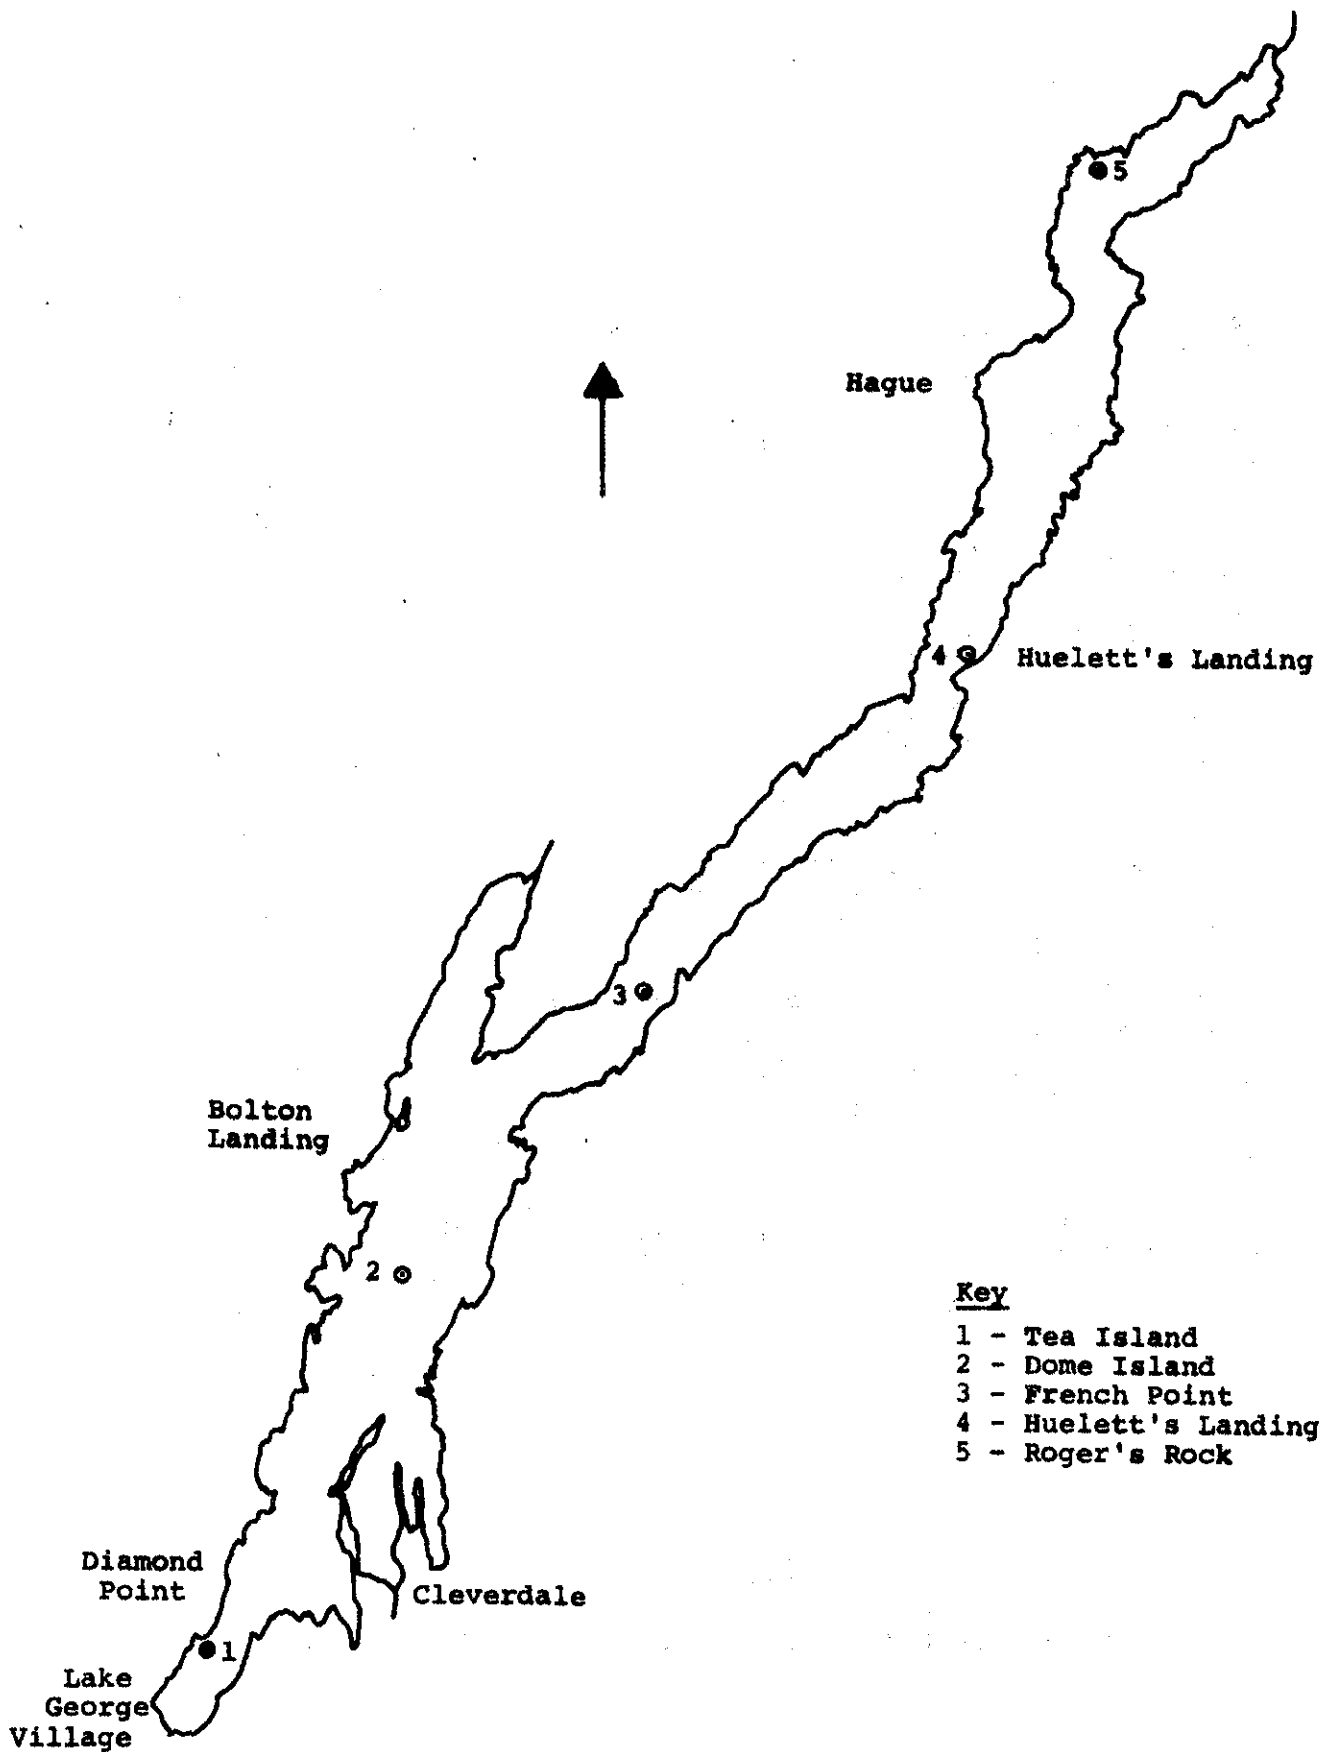 5
Hague
4
Huelett's Landing
3
Bolton
Landing
2
Key
1 - Tea Island
2 - Dome Island
3 - French Point
4 - Huelett's Landing
5 - Roger's Rock
Diamond
Point
Cleverdale
1
Lake
George
Village